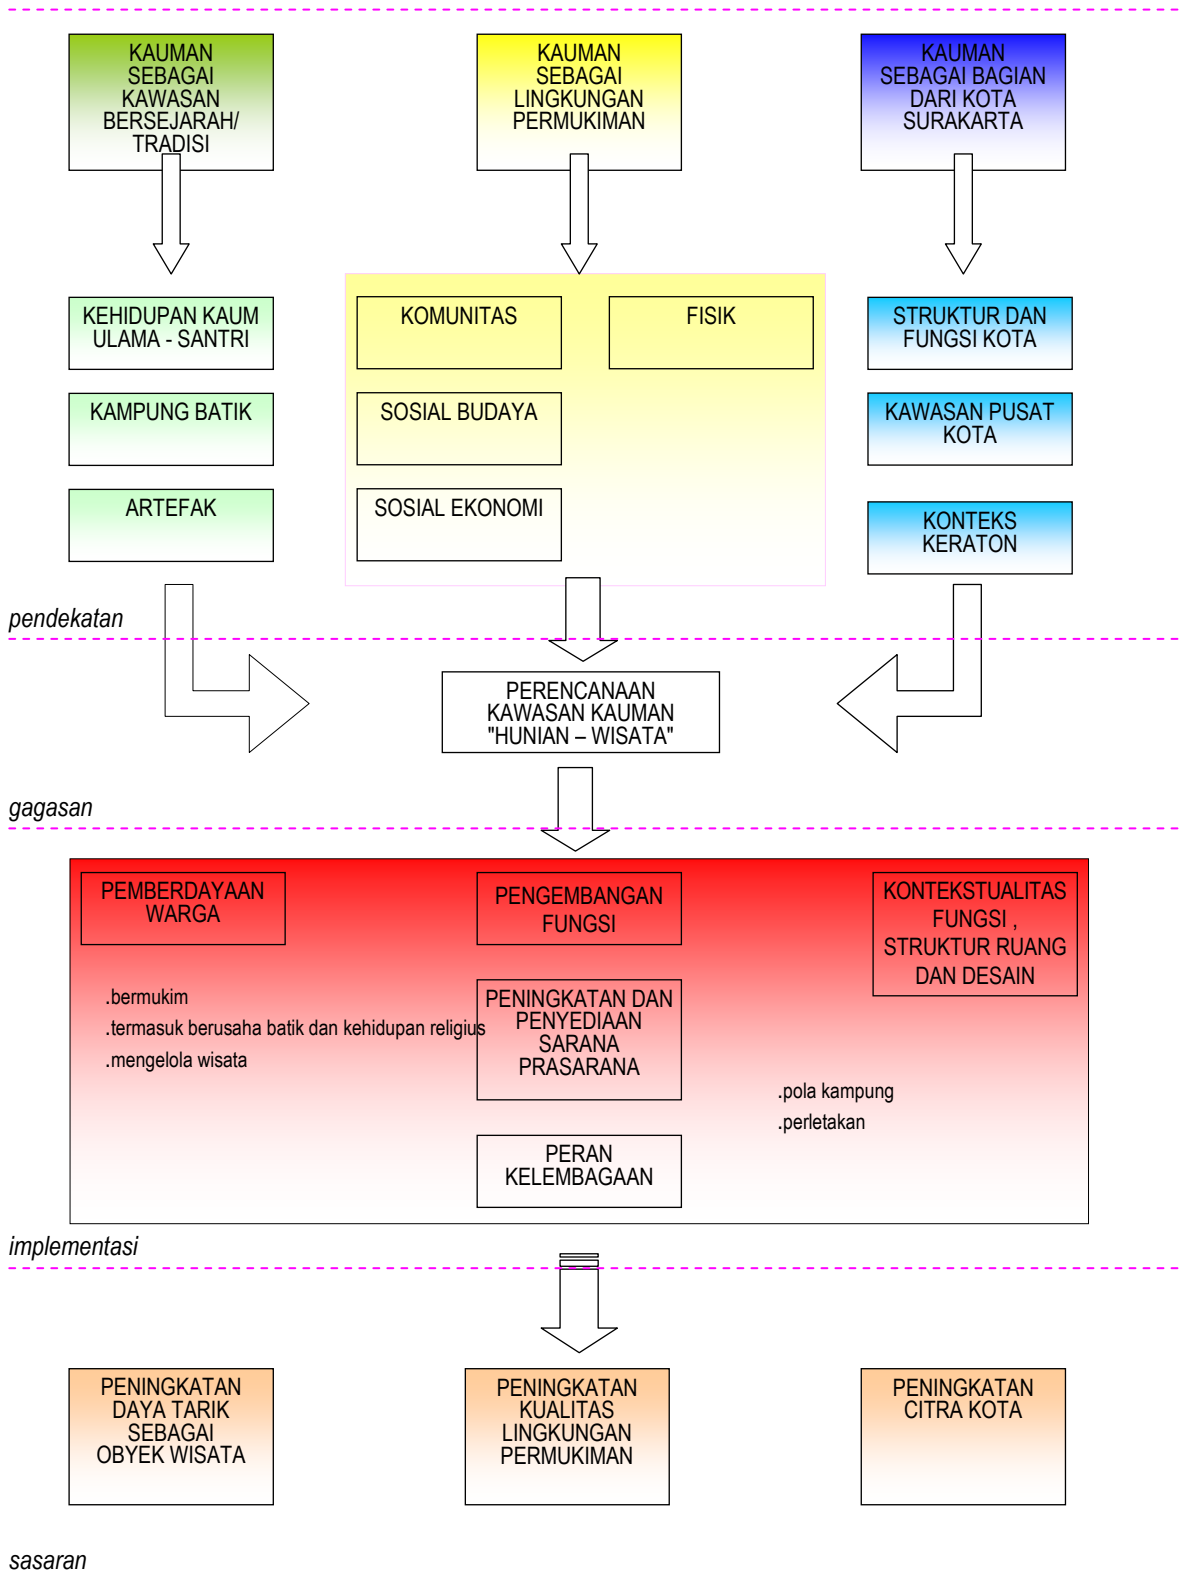 KAUMAN
SEBAGAI
KAWASAN
BERSEJARAH/
TRADISI
KAUMAN
SEBAGAI
LINGKUNGAN
PERMUKIMAN
KAUMAN
SEBAGAI BAGIAN
DARI KOTA
SURAKARTA
KEHIDUPAN KAUM
ULAMA - SANTRI
KOMUNITAS
FISIK
STRUKTUR DAN
FUNGSI KOTA
KAMPUNG BATIK
SOSIAL BUDAYA
KAWASAN PUSAT
KOTA
ARTEFAK
SOSIAL EKONOMI
KONTEKS
KERATON
pendekatan
PERENCANAAN
KAWASAN KAUMAN
"HUNIAN – WISATA"
gagasan
PEMBERDAYAAN
WARGA
PENGEMBANGAN
FUNGSI
KONTEKSTUALITAS
FUNGSI ,
STRUKTUR RUANG
DAN DESAIN
.bermukim
.termasuk berusaha batik dan kehidupan religius
.mengelola wisata
PENINGKATAN DAN
PENYEDIAAN
SARANA
PRASARANA
.pola kampung
.perletakan
PERAN
KELEMBAGAAN
implementasi
PENINGKATAN
DAYA TARIK
SEBAGAI
OBYEK WISATA
PENINGKATAN
KUALITAS
LINGKUNGAN
PERMUKIMAN
PENINGKATAN
CITRA KOTA
sasaran